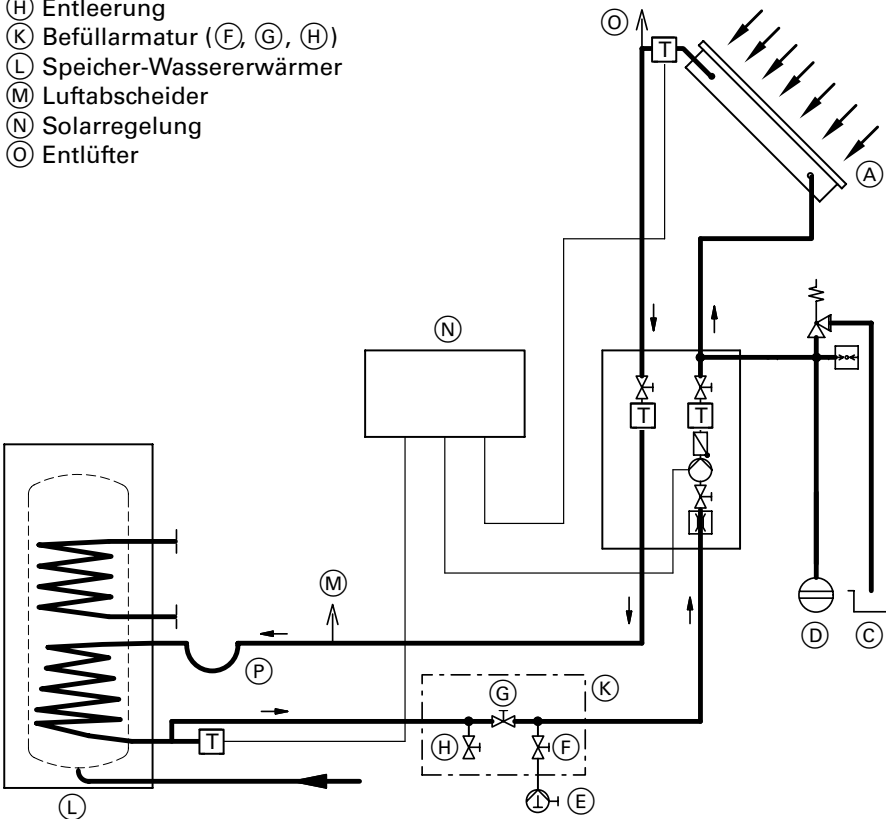 Ⓗ Entleerung
Ⓚ Befüllarmatur (Ⓕ, Ⓖ, Ⓗ)
Ⓛ Speicher-Wassererwärmer
Ⓜ Luftabscheider
Ⓝ Solarregelung
Ⓞ Entlüfter
Ⓞ
T
Ⓐ
Ⓝ
T
T
Ⓜ
Ⓓ
Ⓒ
Ⓟ
Ⓖ
Ⓚ
T
Ⓗ
Ⓕ
Ⓔ
Ⓛ